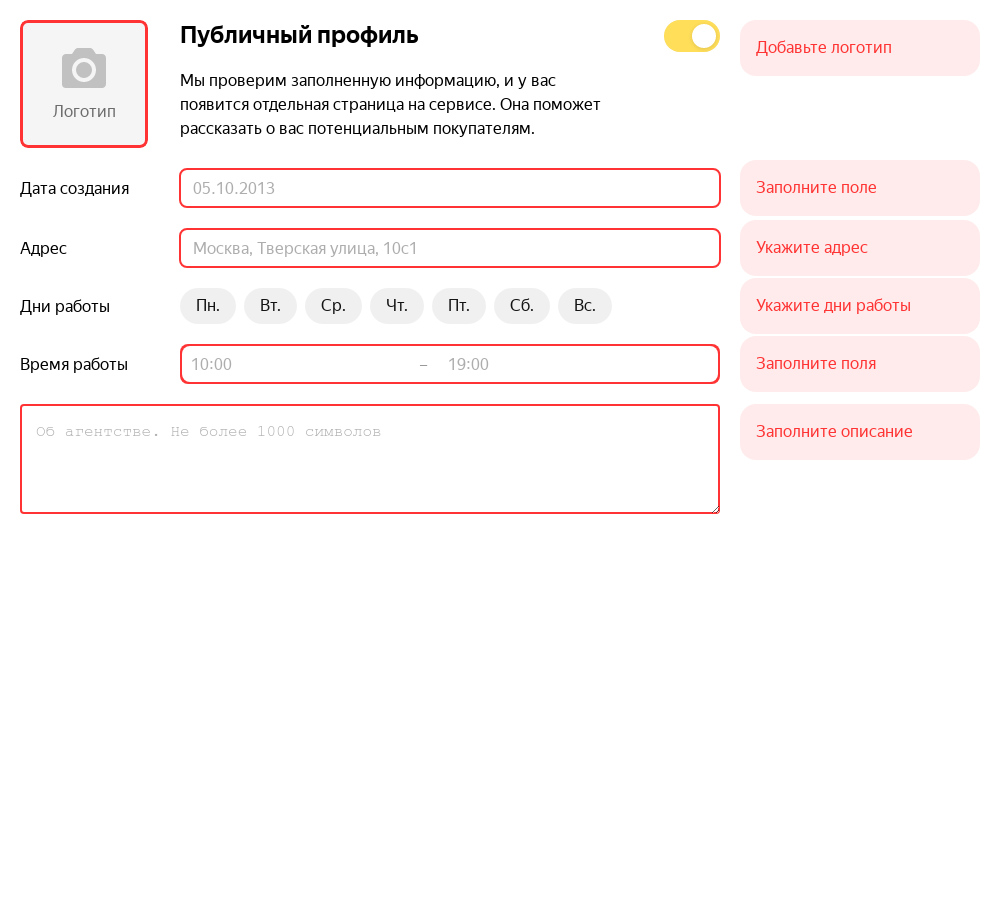 Логотип
Публичный профиль
Мы проверим заполненную информацию, и у вас
появится отдельная страница на сервисе. Она поможет
рассказать о вас потенциальным покупателям.
Добавьте логотип
Дата создания
05.10.2013
Заполните поле
Адрес
Москва, Тверская улица, 10с1
Укажите адрес
Дни работы
Пн. Вт. Ср. Чт. Пт. Сб. Вс.
Укажите дни работы
Время работы
10:00 – 19:00
Заполните поля
Об агентстве. Не более 1000 символов
Заполните описание